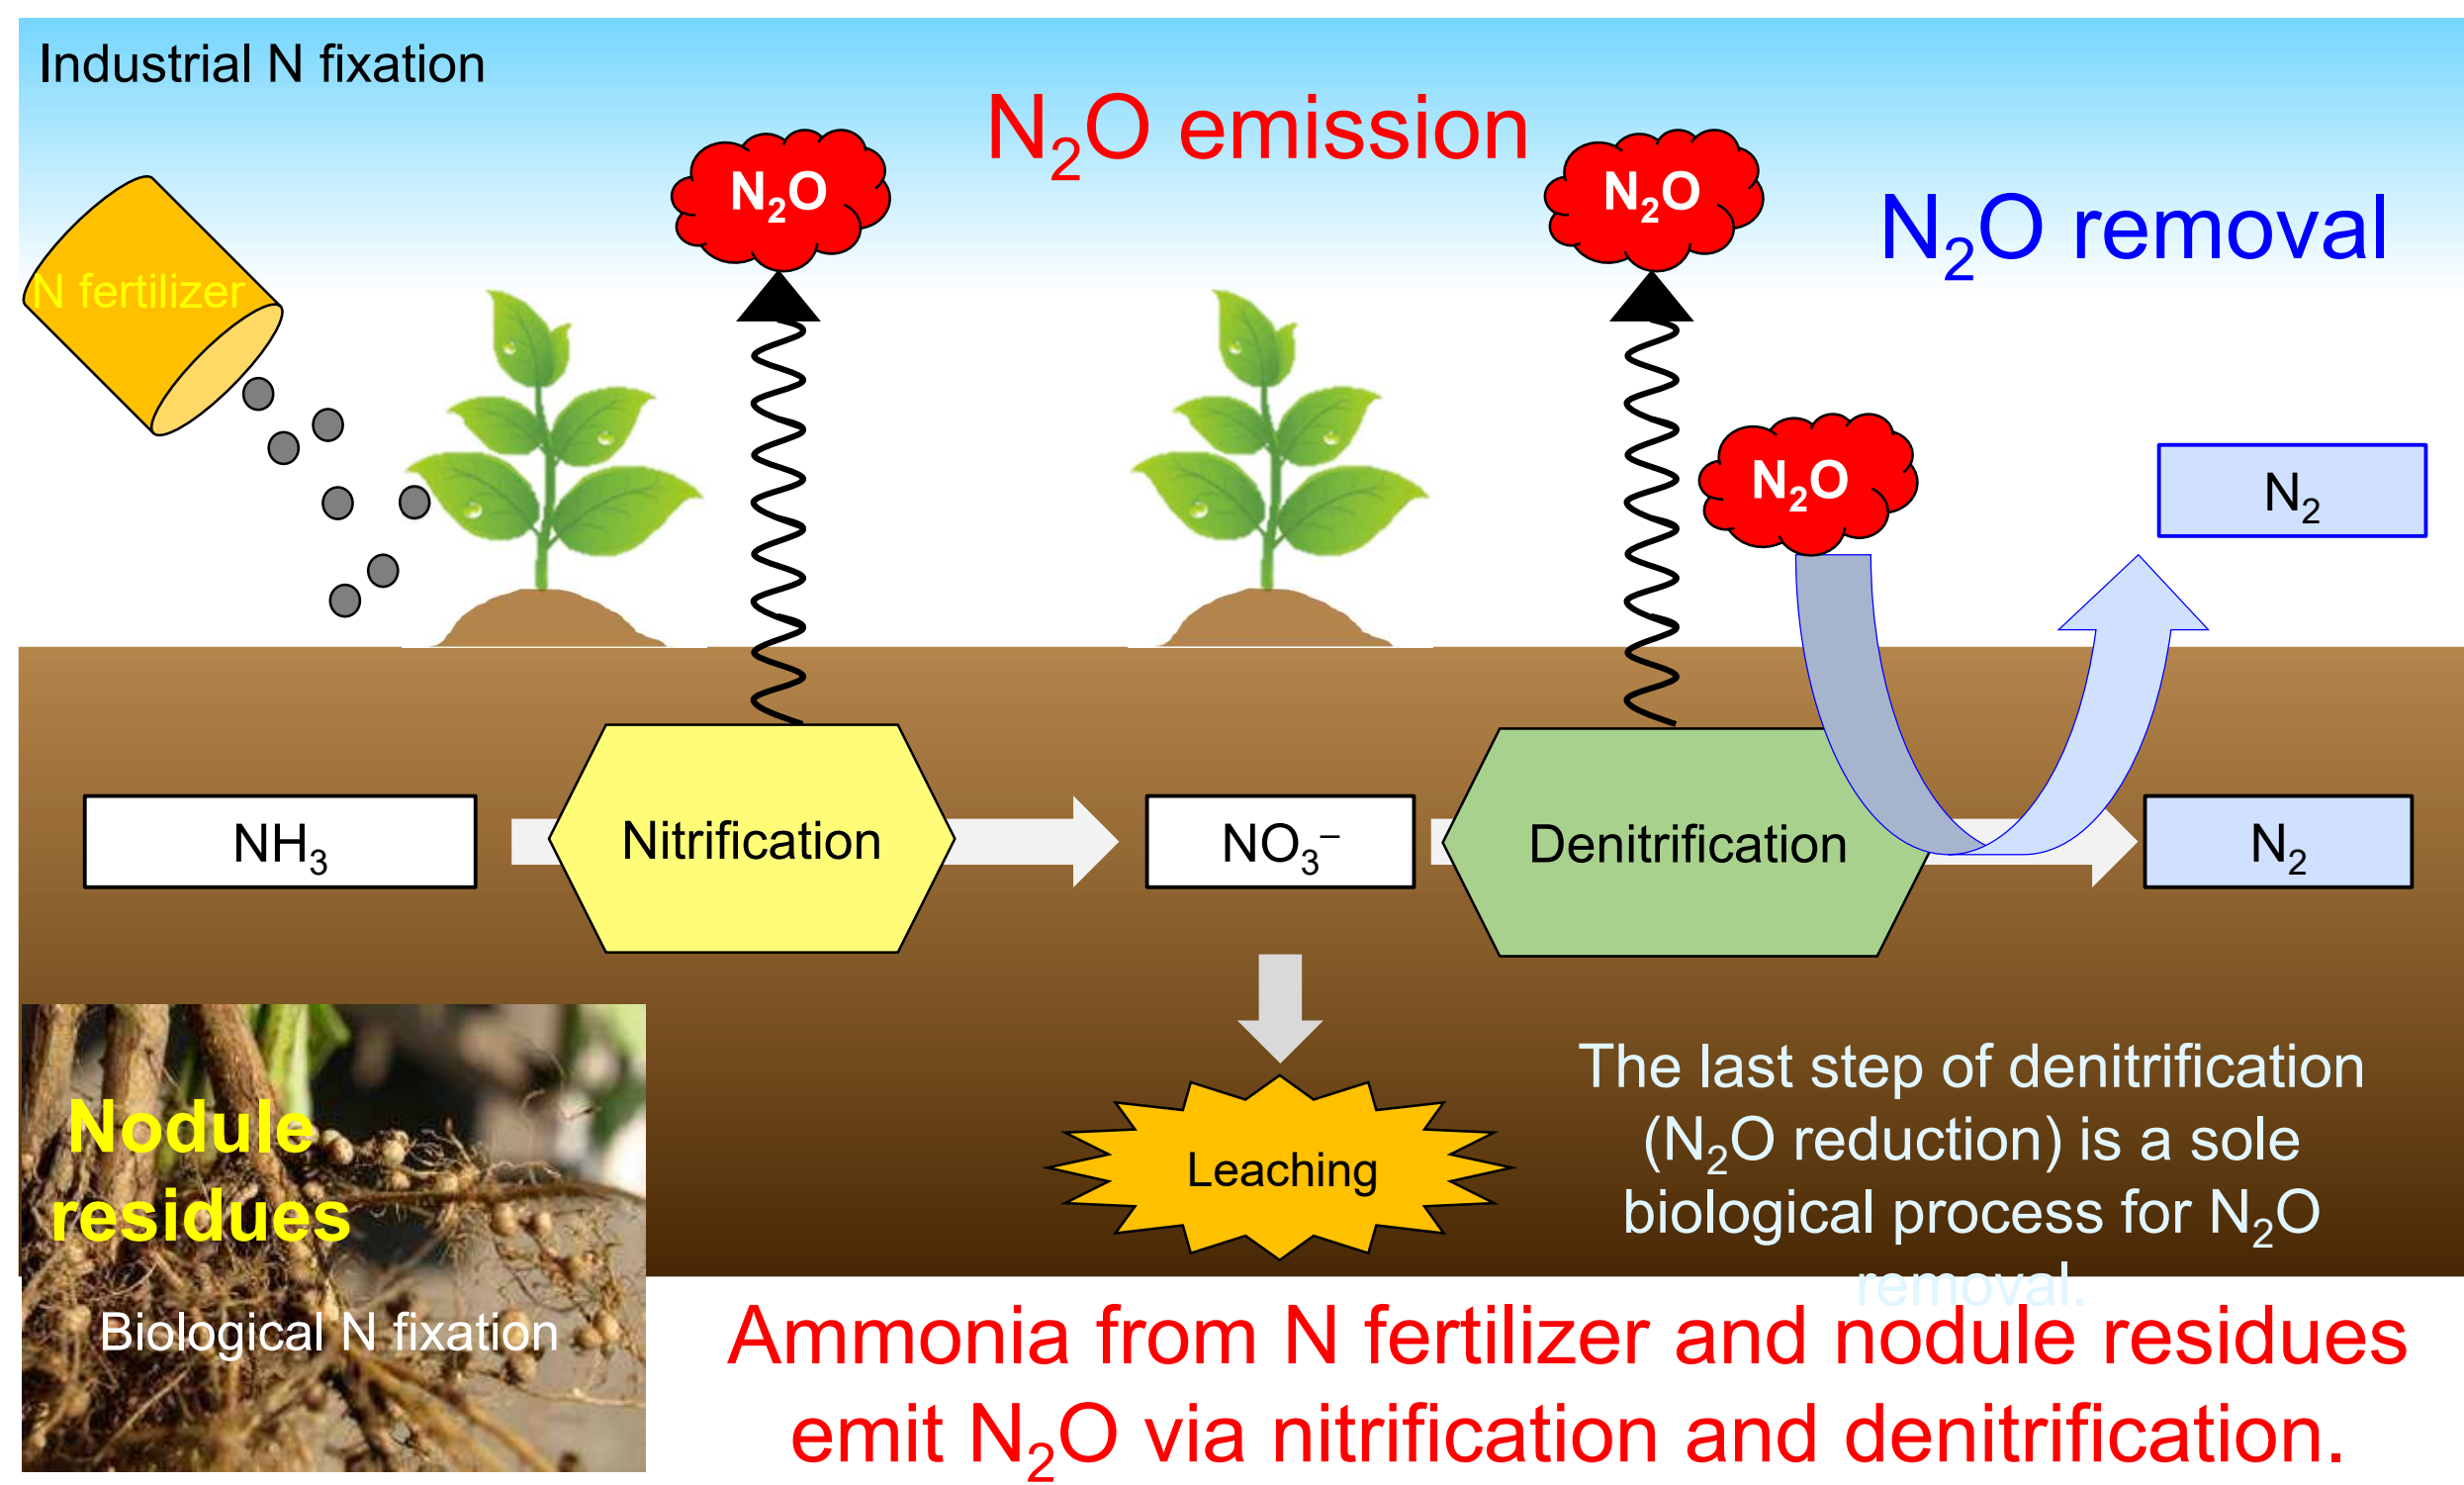 Industrial N fixation
N₂O emission
N₂O
N₂O
N₂O removal
N fertilizer
N₂O
N₂
NH₃
Nitrification
NO₃⁻
Denitrification
N₂
Leaching
The last step of denitrification
(N₂O reduction) is a sole
biological process for N₂O
removal.
Nodule
residues
Biological N fixation
Ammonia from N fertilizer and nodule residues
emit N₂O via nitrification and denitrification.